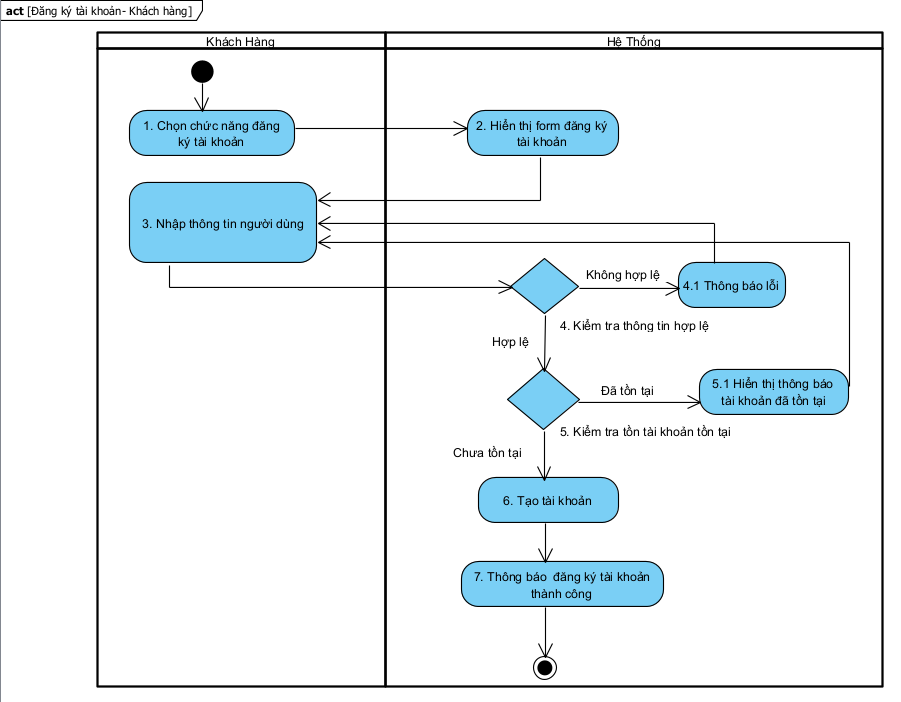 act [Đăng ký tài khoản- Khách hàng]
Khách Hàng
Hệ Thống
1. Chọn chức năng đăng
ký tài khoản
2. Hiển thị form đăng ký
tài khoản
3. Nhập thông tin người dùng
Không hợp lệ
4.1 Thông báo lỗi
4. Kiểm tra thông tin hợp lệ
Hợp lệ
Đã tồn tại
5.1 Hiển thị thông báo
tài khoản đã tồn tại
5. Kiểm tra tồn tài khoản tồn tại
Chưa tồn tại
6. Tạo tài khoản
7. Thông báo đăng ký tài khoản
thành công